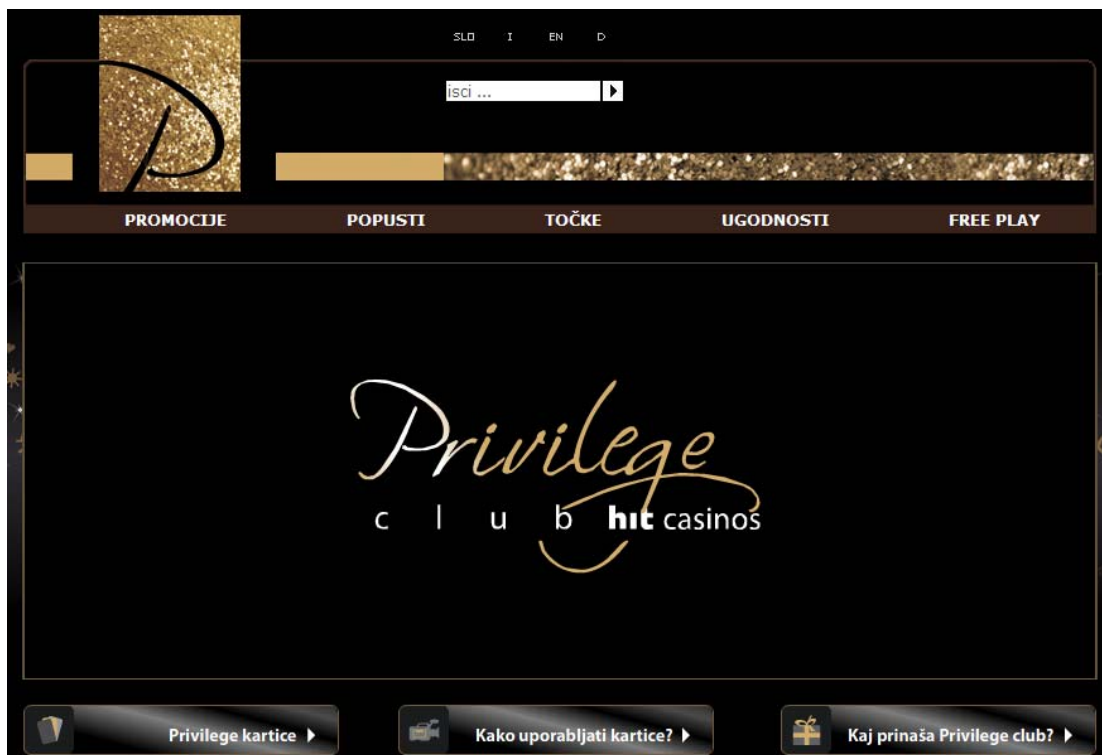 SLO I EN D
isci ...
P
PROMOCIJE POPUSTI TOČKE UGODNOSTI FREE PLAY
Privilege
club hit casinos
Privilege kartice
Kako uporabljati kartice?
Kaj prinaša Privilege club?